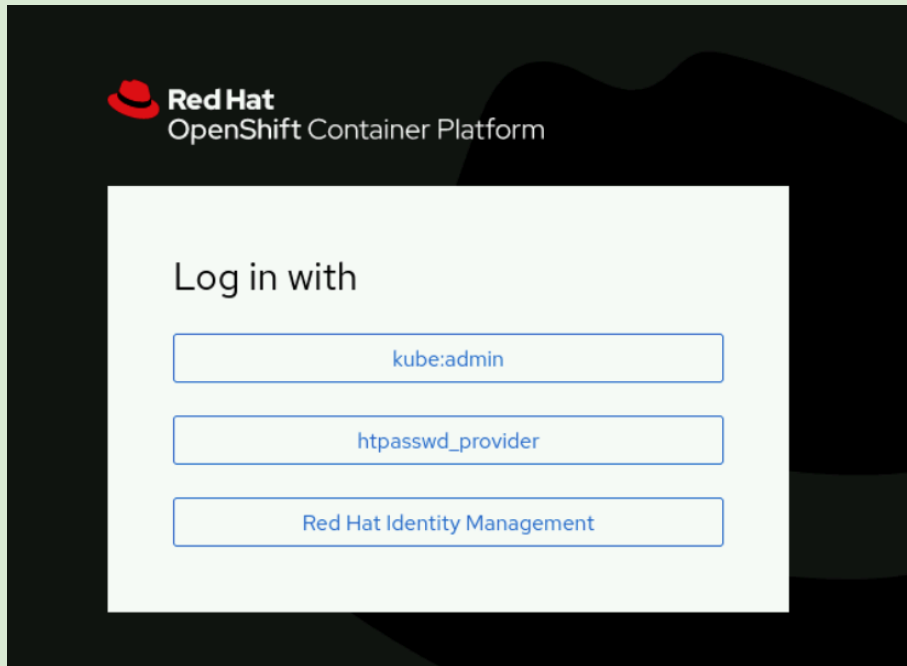 Red Hat
OpenShift Container Platform
Log in with
kube:admin
htpasswd_provider
Red Hat Identity Management